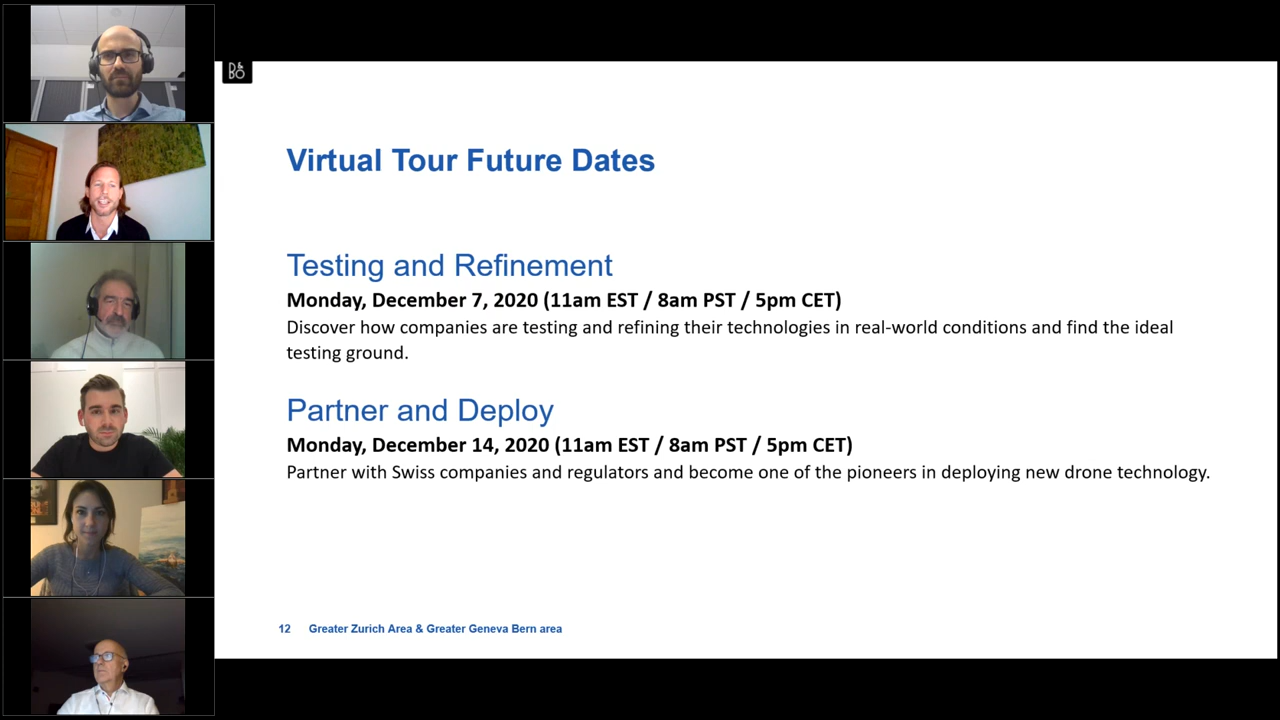 D&BO
Virtual Tour Future Dates
Testing and Refinement
Monday, December 7, 2020 (11am EST / 8am PST / 5pm CET)
Discover how companies are testing and refining their technologies in real-world conditions and find the ideal
testing ground.
Partner and Deploy
Monday, December 14, 2020 (11am EST / 8am PST / 5pm CET)
Partner with Swiss companies and regulators and become one of the pioneers in deploying new drone technology.
12 Greater Zurich Area & Greater Geneva Bern area